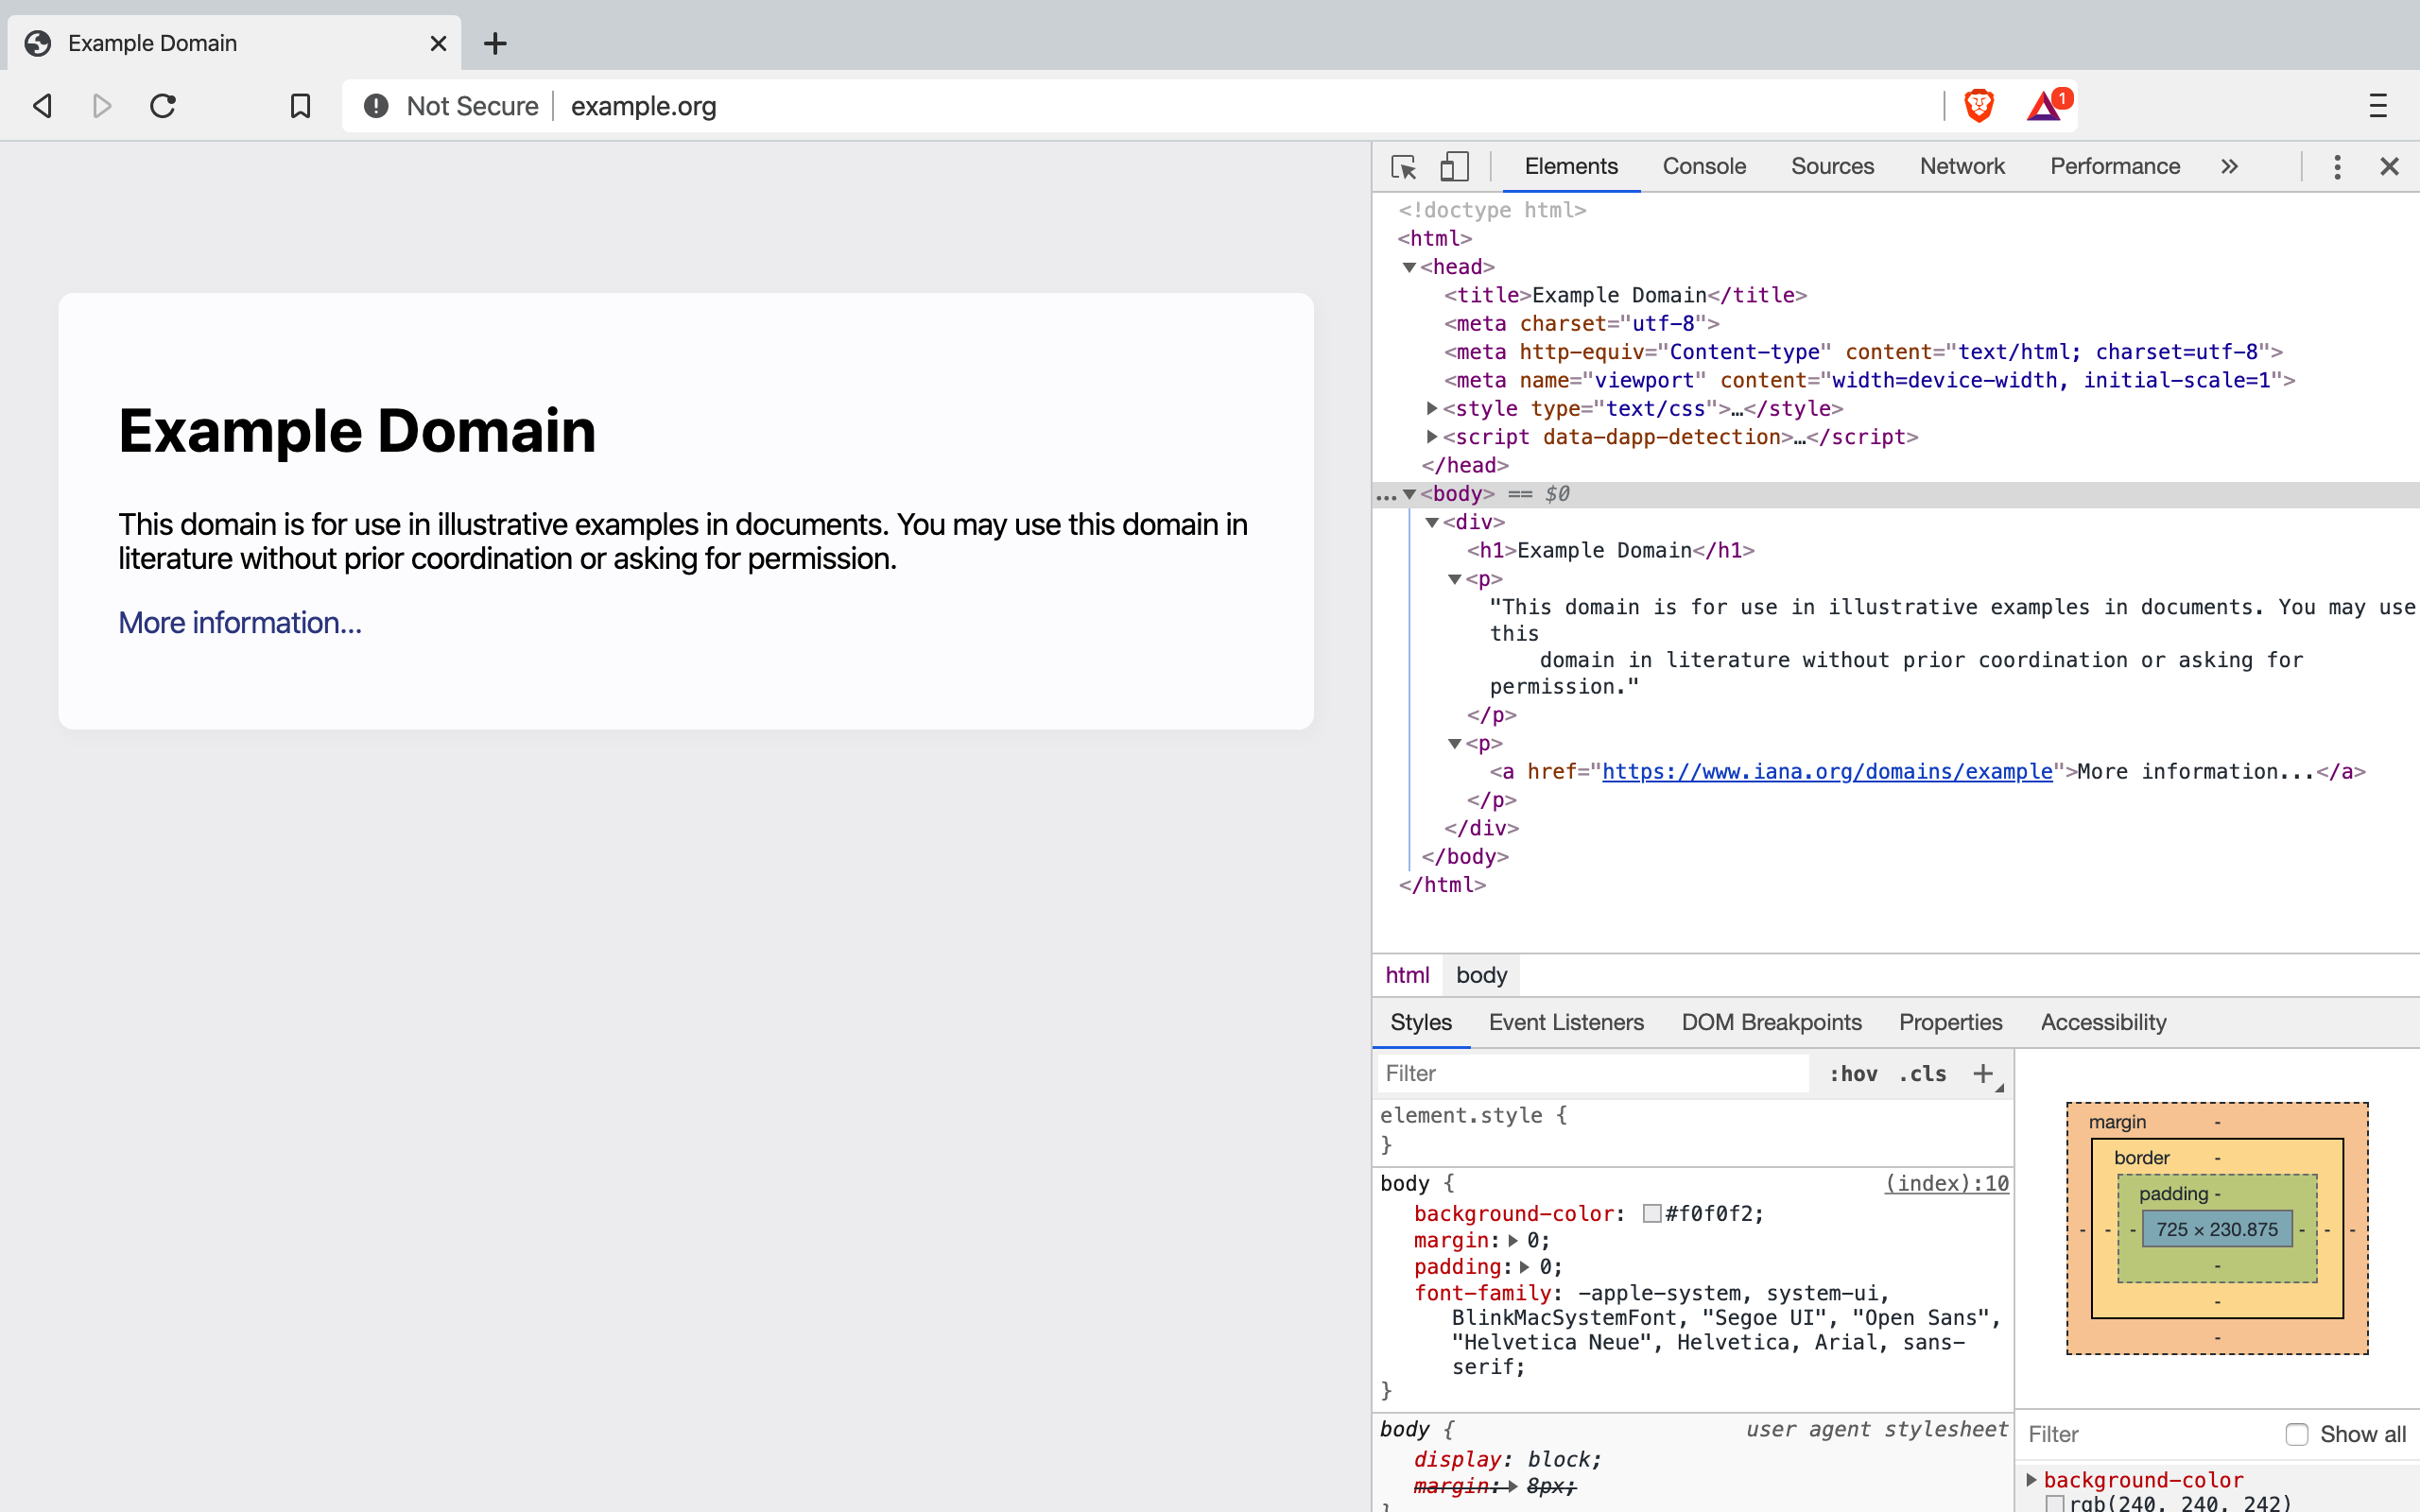 Example Domain
Not Secure
example.org
1
Elements Console Sources Network Performance »
<!doctype html>
<html>
<head>
<title>Example Domain</title>
<meta charset="utf-8">
<meta http-equiv="Content-type" content="text/html; charset=utf-8">
<meta name="viewport" content="width=device-width, initial-scale=1">
<style type="text/css">…</style>
<script data-dapp-detection>…</script>
</head>
Example Domain
This domain is for use in illustrative examples in documents. You may use this domain in
literature without prior coordination or asking for permission.
More information...
… <body> == $0
<div>
<h1>Example Domain</h1>
<p>
"This domain is for use in illustrative examples in documents. You may use
this
domain in literature without prior coordination or asking for
permission."
</p>
<p>
<a href="https://www.iana.org/domains/example">More information...</a>
</p>
</div>
</body>
</html>
html body
Styles Event Listeners DOM Breakpoints Properties Accessibility
Filter :hov .cls +
element.style {
}
body { (index):10
background-color: #f0f0f2;
margin: 0;
padding: 0;
font-family: -apple-system, system-ui,
BlinkMacSystemFont, "Segoe UI", "Open Sans",
"Helvetica Neue", Helvetica, Arial, sans-
serif;
}
body { user agent stylesheet
display: block;
margin: 8px;
}
margin -
border -
padding -
- - - 725 × 230.875 - - -
-
-
-
Filter Show all
background-color
rgb(240, 240, 242)